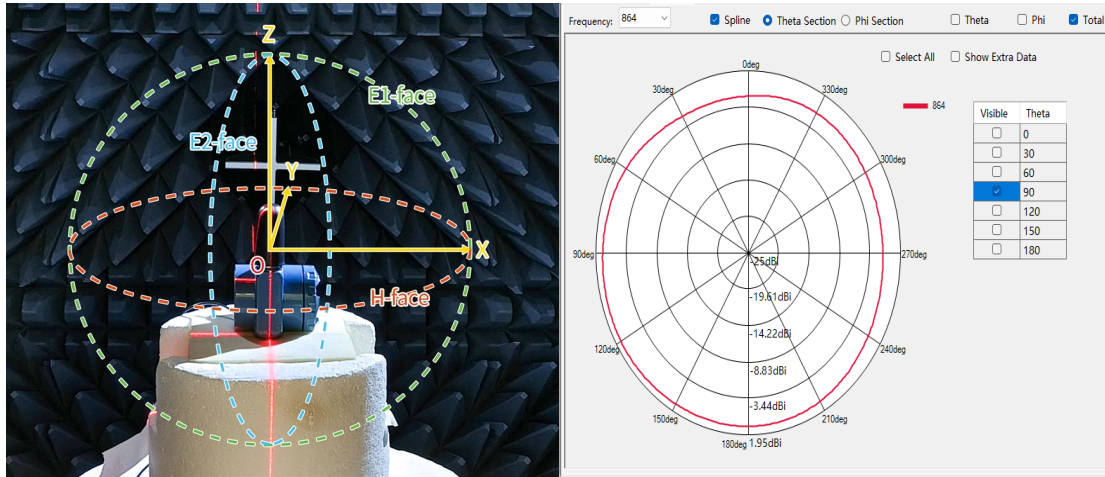 Z
E1-face
E2-face
Y
X
O
H-face
Frequency: 864 Spline Theta Section Phi Section Theta Phi Total
Select All Show Extra Data
0deg
30deg 330deg
60deg 300deg
90deg 270deg
120deg 240deg
150deg 210deg
180deg
-25dBi
-19.61dBi
-14.22dBi
-8.83dBi
-3.44dBi
1.95dBi
864
Visible Theta
0
30
60
90
120
150
180